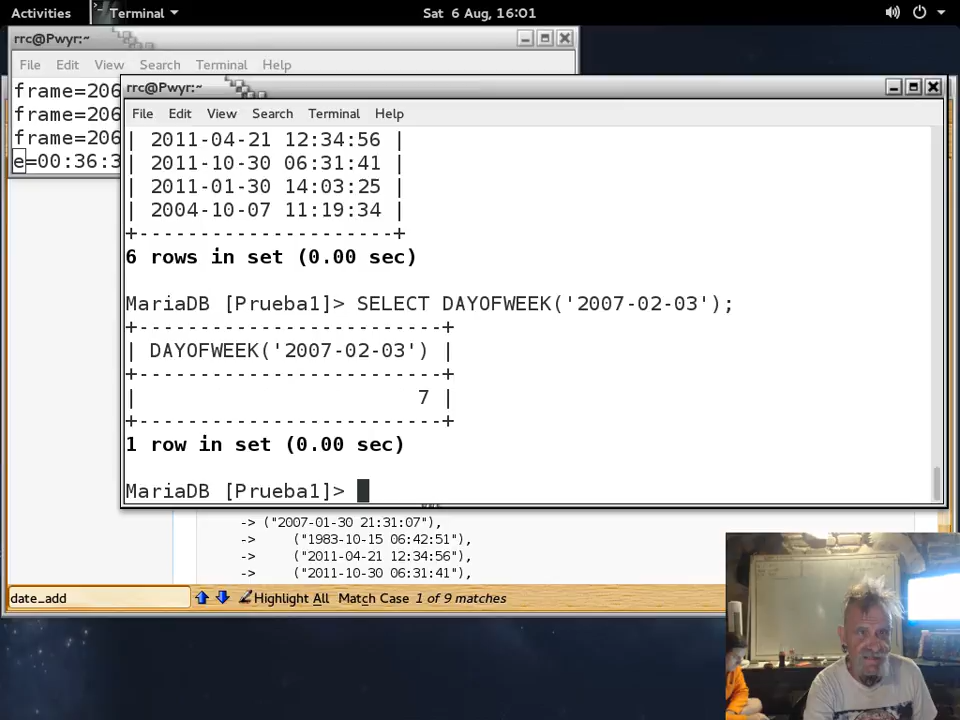 Activities Terminal Sat 6 Aug, 16:01
rrc@Pwyr:~
File Edit View Search Terminal Help
frame=206
frame=206
frame=206
e=00:36:3
rrc@Pwyr:~
File Edit View Search Terminal Help
| 2011-04-21 12:34:56 |
| 2011-10-30 06:31:41 |
| 2011-01-30 14:03:25 |
| 2004-10-07 11:19:34 |
+---------------------+
6 rows in set (0.00 sec)
MariaDB [Prueba1]> SELECT DAYOFWEEK('2007-02-03');
+-------------------------+
| DAYOFWEEK('2007-02-03') |
+-------------------------+
| 7 |
+-------------------------+
1 row in set (0.00 sec)
MariaDB [Prueba1]>
-> ("2007-01-30 21:31:07"),
-> ("1983-10-15 06:42:51"),
-> ("2011-04-21 12:34:56"),
-> ("2011-10-30 06:31:41"),
date_add Highlight All Match Case 1 of 9 matches